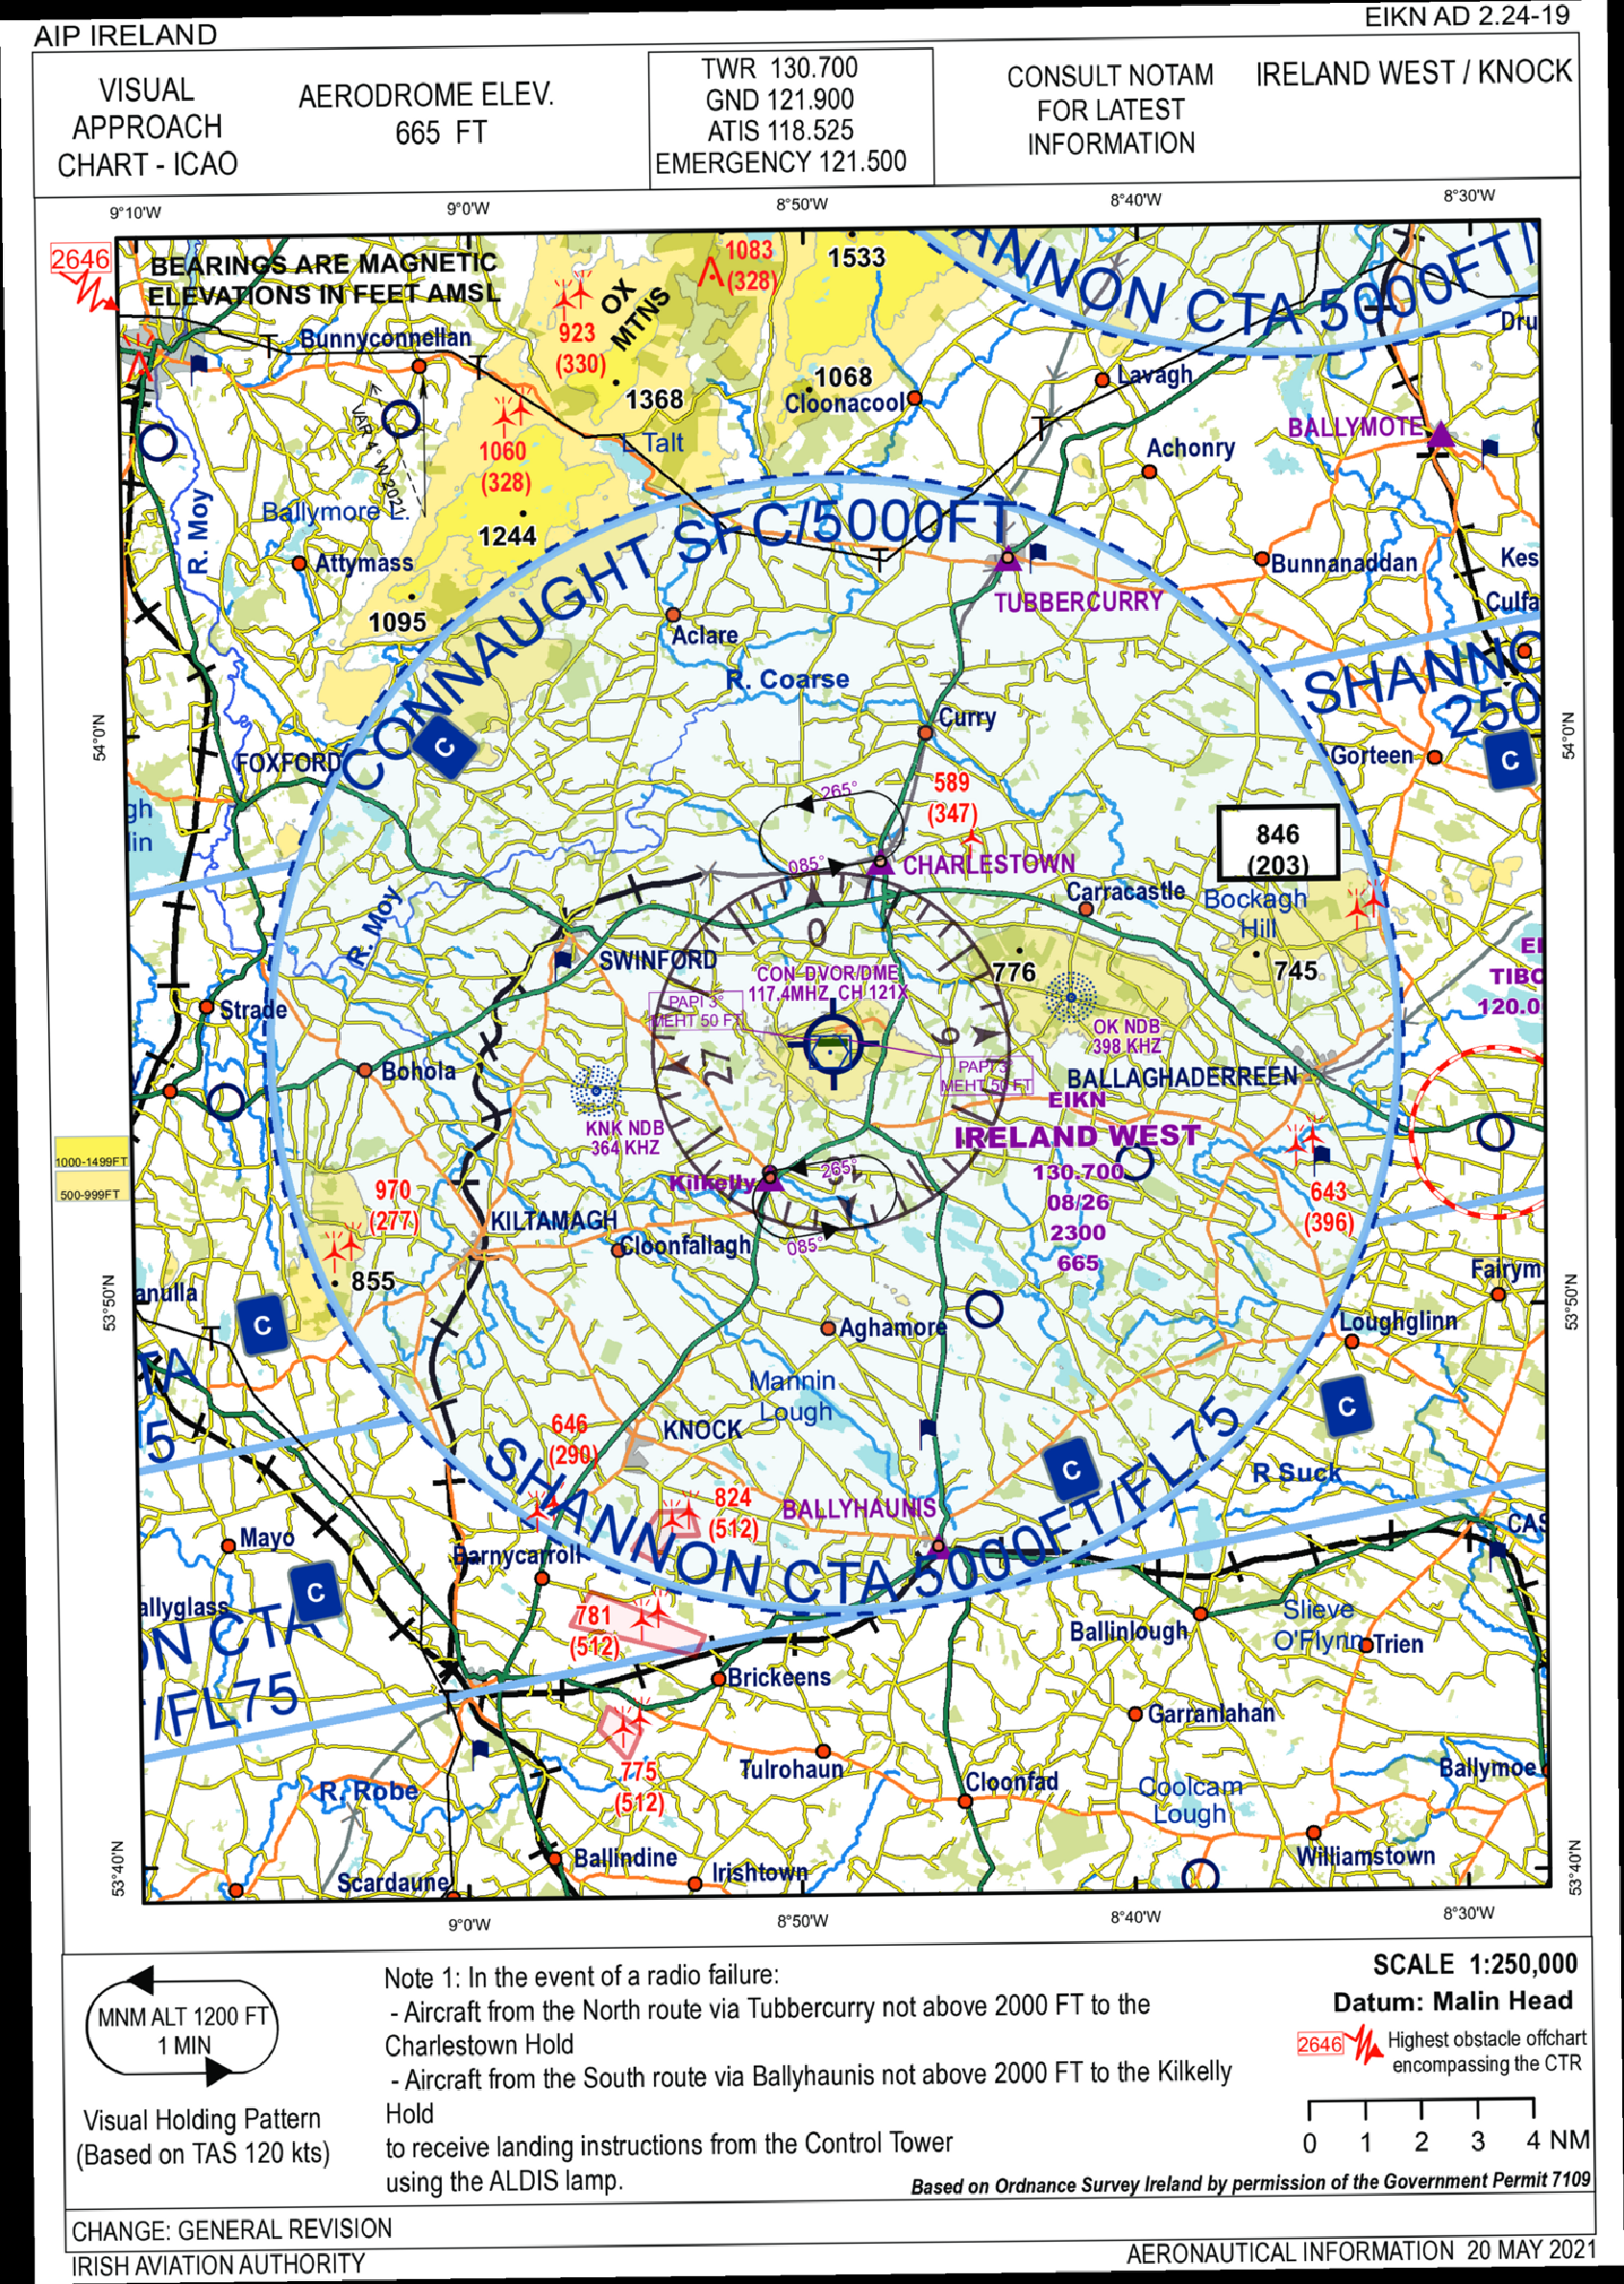 AIP IRELAND
EIKN AD 2.24-19
VISUAL
APPROACH
CHART - ICAO
AERODROME ELEV.
665 FT
TWR 130.700
GND 121.900
ATIS 118.525
EMERGENCY 121.500
CONSULT NOTAM
FOR LATEST
INFORMATION
IRELAND WEST / KNOCK
9°10'W
9°0'W
8°50'W
8°40'W
8°30'W
2646
BEARINGS ARE MAGNETIC
ELEVATIONS IN FEET AMSL
OX
MTNS
1083
(328)
1533
ANNON CTA 5000FT/
Dru
Bunnyconnellan
923
(330)
1368
1068
Cloonacool
Lavagh
BALLYMOTE
VAR 4° W 2021
1060
(328)
L Talt
Achonry
R. Moy
Ballymore L.
1244
CONNAUGHT SFC/5000FT
Attymass
Bunnanaddan
Kes
1095
Aclare
TUBBERCURRY
Culfa
R. Coarse
SHANNO
250
54°0'N
Curry
54°0'N
FOXFORD
C
Gorteen
C
589
(347)
265°
gh
lin
846
(203)
085°
CHARLESTOWN
Carracastle
Bockagh
Hill
R. Moy
0
SWINFORD
776
745
EI
TIBO
120.0
CON DVOR/DME
117.4MHZ CH 121X
PAPI 3°
MEHT 50 FT
Strade
OK NDB
398 KHZ
9
27
Bohola
PAPI 3
MEHT 50 FT
BALLAGHADERREEN
EIKN
KNK NDB
364 KHZ
IRELAND WEST
130.700
08/26
2300
665
1000-1499FT
500-999FT
Kilkelly
265°
18
085°
970
(277)
643
(396)
KILTAMAGH
Cloonfallagh
855
Fairym
53°50'N
53°50'N
anulla
C
Aghamore
Loughglinn
TA
Mannin
Lough
C
5
646
(290)
KNOCK
C
R Suck
SHANNON CTA 5000FT/FL75
824
(512)
BALLYHAUNIS
CAS
Mayo
Barnycarroll
C
allyglass
ON CTA
/FL75
781
(512)
Ballinlough
Slieve
O'Flynn
Trien
Brickeens
Garranlahan
775
(512)
Tulrohaun
Cloonfad
Coolcam
Lough
Ballymoe
R. Robe
53°40'N
53°40'N
Ballindine
Irishtown
Williamstown
Scardaune
9°0'W
8°50'W
8°40'W
8°30'W
MNM ALT 1200 FT
1 MIN
Visual Holding Pattern
(Based on TAS 120 kts)
Note 1: In the event of a radio failure:
- Aircraft from the North route via Tubbercurry not above 2000 FT to the
Charlestown Hold
- Aircraft from the South route via Ballyhaunis not above 2000 FT to the Kilkelly
Hold
to receive landing instructions from the Control Tower
using the ALDIS lamp.
SCALE 1:250,000
Datum: Malin Head
2646
Highest obstacle offchart
encompassing the CTR
0 1 2 3 4 NM
Based on Ordnance Survey Ireland by permission of the Government Permit 7109
CHANGE: GENERAL REVISION
IRISH AVIATION AUTHORITY
AERONAUTICAL INFORMATION 20 MAY 2021